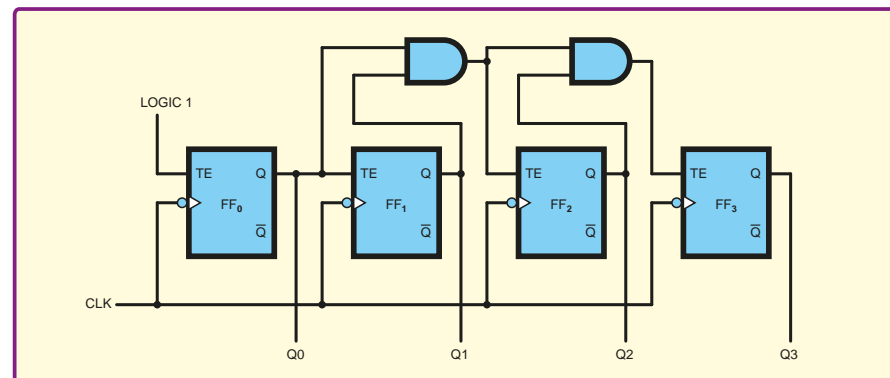 LOGIC 1
TE Q TE Q TE Q TE Q
FF0 FF1 FF2 FF3
Q̅ Q̅ Q̅ Q̅
CLK
Q0 Q1 Q2 Q3